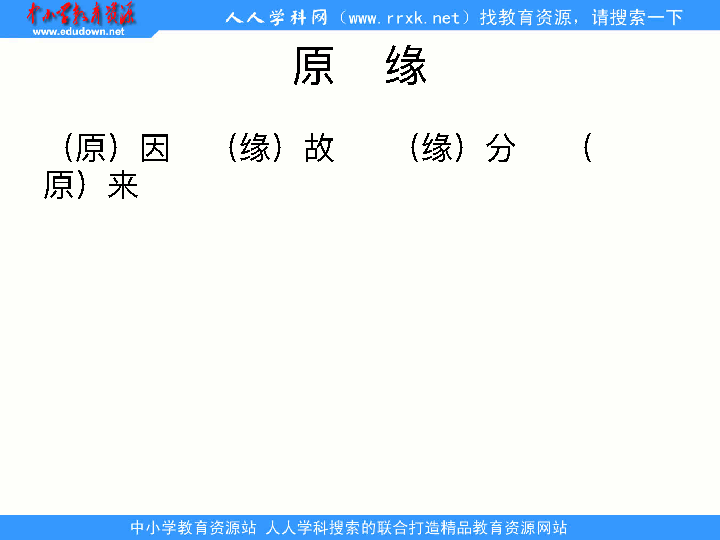 中小学教育资源
www.edudown.net
人人学科网（www.rrxk.net）找教育资源，请搜索一下
原 缘
（原）因 （缘）故 （缘）分 （
原）来
中小学教育资源站 人人学科搜索的联合打造精品教育资源网站